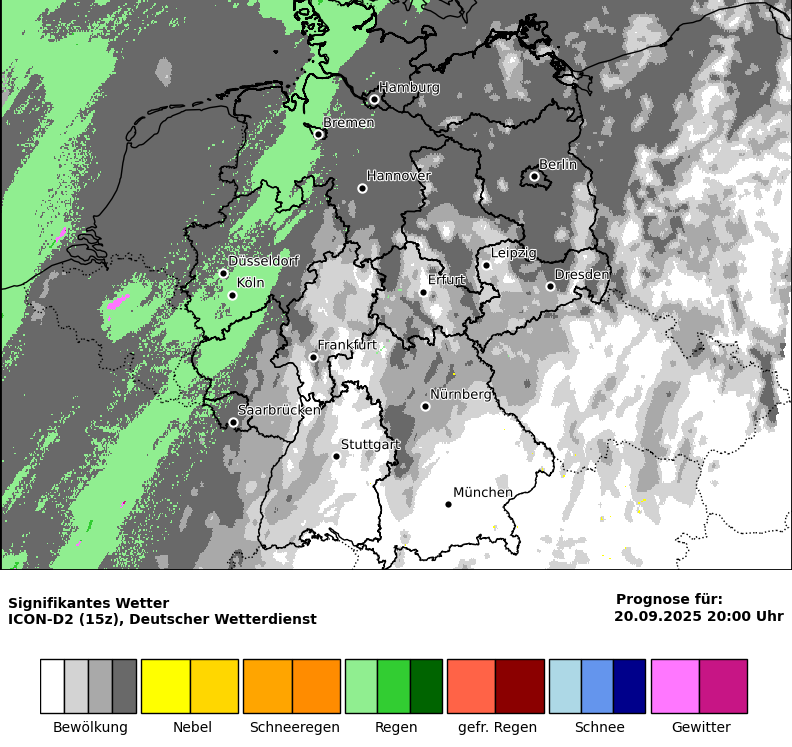 Hamburg
Bremen
Berlin
Hannover
Leipzig
Düsseldorf
Dresden
Köln
Erfurt
Frankfurt
Nürnberg
Saarbrücken
Stuttgart
München
Signifikantes Wetter
ICON-D2 (15z), Deutscher Wetterdienst
Prognose für:
20.09.2025 20:00 Uhr
Bewölkung
Nebel
Schneeregen
Regen
gefr. Regen
Schnee
Gewitter